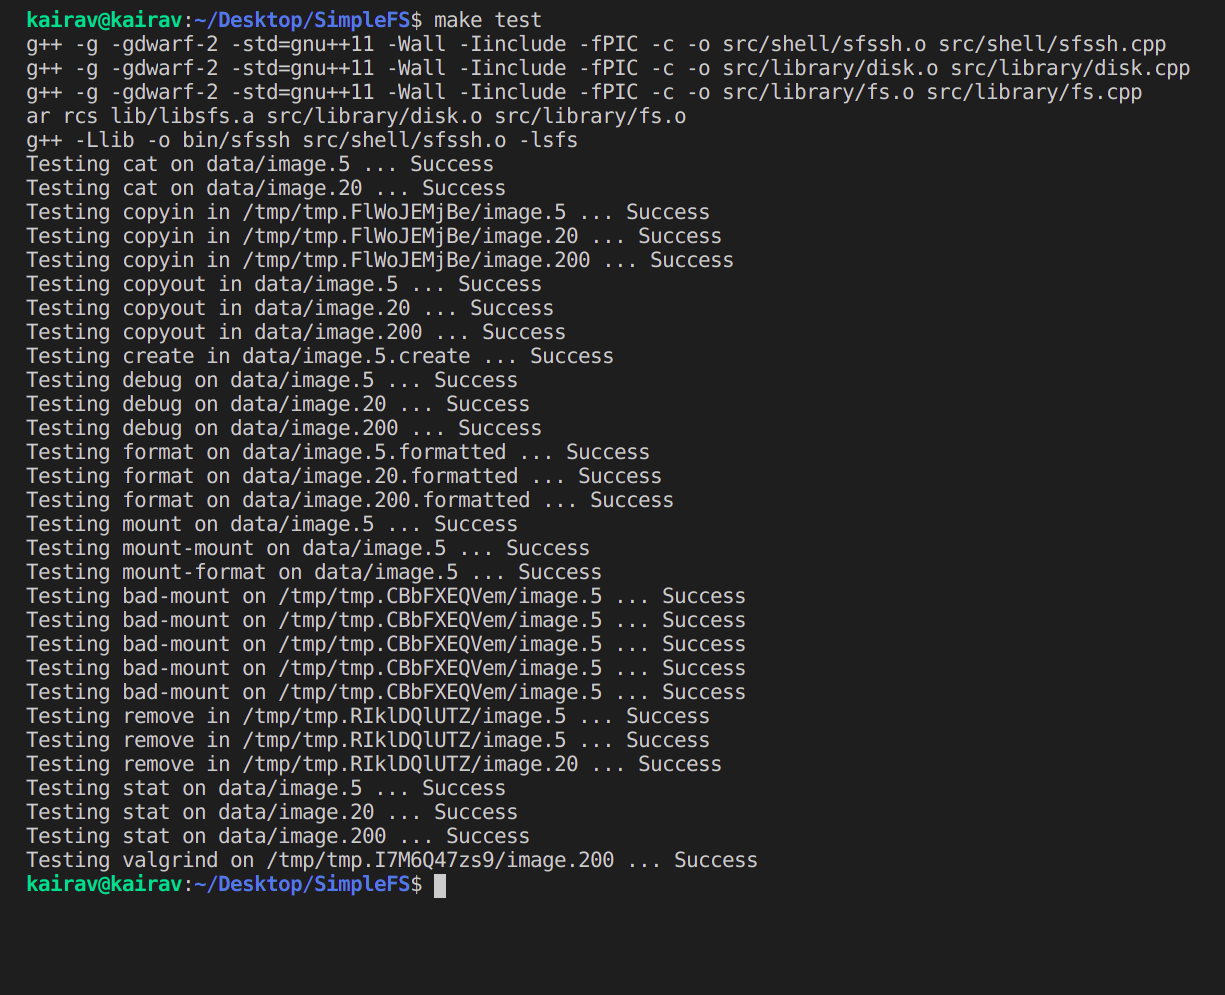 kairav@kairav:~/Desktop/SimpleFS$ make test
g++ -g -gdwarf-2 -std=gnu++11 -Wall -Iinclude -fPIC -c -o src/shell/sfssh.o src/shell/sfssh.cpp
g++ -g -gdwarf-2 -std=gnu++11 -Wall -Iinclude -fPIC -c -o src/library/disk.o src/library/disk.cpp
g++ -g -gdwarf-2 -std=gnu++11 -Wall -Iinclude -fPIC -c -o src/library/fs.o src/library/fs.cpp
ar rcs lib/libsfs.a src/library/disk.o src/library/fs.o
g++ -Llib -o bin/sfssh src/shell/sfssh.o -lsfs
Testing cat on data/image.5 ... Success
Testing cat on data/image.20 ... Success
Testing copyin in /tmp/tmp.FlWoJEMjBe/image.5 ... Success
Testing copyin in /tmp/tmp.FlWoJEMjBe/image.20 ... Success
Testing copyin in /tmp/tmp.FlWoJEMjBe/image.200 ... Success
Testing copyout in data/image.5 ... Success
Testing copyout in data/image.20 ... Success
Testing copyout in data/image.200 ... Success
Testing create in data/image.5.create ... Success
Testing debug on data/image.5 ... Success
Testing debug on data/image.20 ... Success
Testing debug on data/image.200 ... Success
Testing format on data/image.5.formatted ... Success
Testing format on data/image.20.formatted ... Success
Testing format on data/image.200.formatted ... Success
Testing mount on data/image.5 ... Success
Testing mount-mount on data/image.5 ... Success
Testing mount-format on data/image.5 ... Success
Testing bad-mount on /tmp/tmp.CBbFXEQVem/image.5 ... Success
Testing bad-mount on /tmp/tmp.CBbFXEQVem/image.5 ... Success
Testing bad-mount on /tmp/tmp.CBbFXEQVem/image.5 ... Success
Testing bad-mount on /tmp/tmp.CBbFXEQVem/image.5 ... Success
Testing bad-mount on /tmp/tmp.CBbFXEQVem/image.5 ... Success
Testing remove in /tmp/tmp.RIklDQlUTZ/image.5 ... Success
Testing remove in /tmp/tmp.RIklDQlUTZ/image.5 ... Success
Testing remove in /tmp/tmp.RIklDQlUTZ/image.20 ... Success
Testing stat on data/image.5 ... Success
Testing stat on data/image.20 ... Success
Testing stat on data/image.200 ... Success
Testing valgrind on /tmp/tmp.I7M6Q47zs9/image.200 ... Success
kairav@kairav:~/Desktop/SimpleFS$